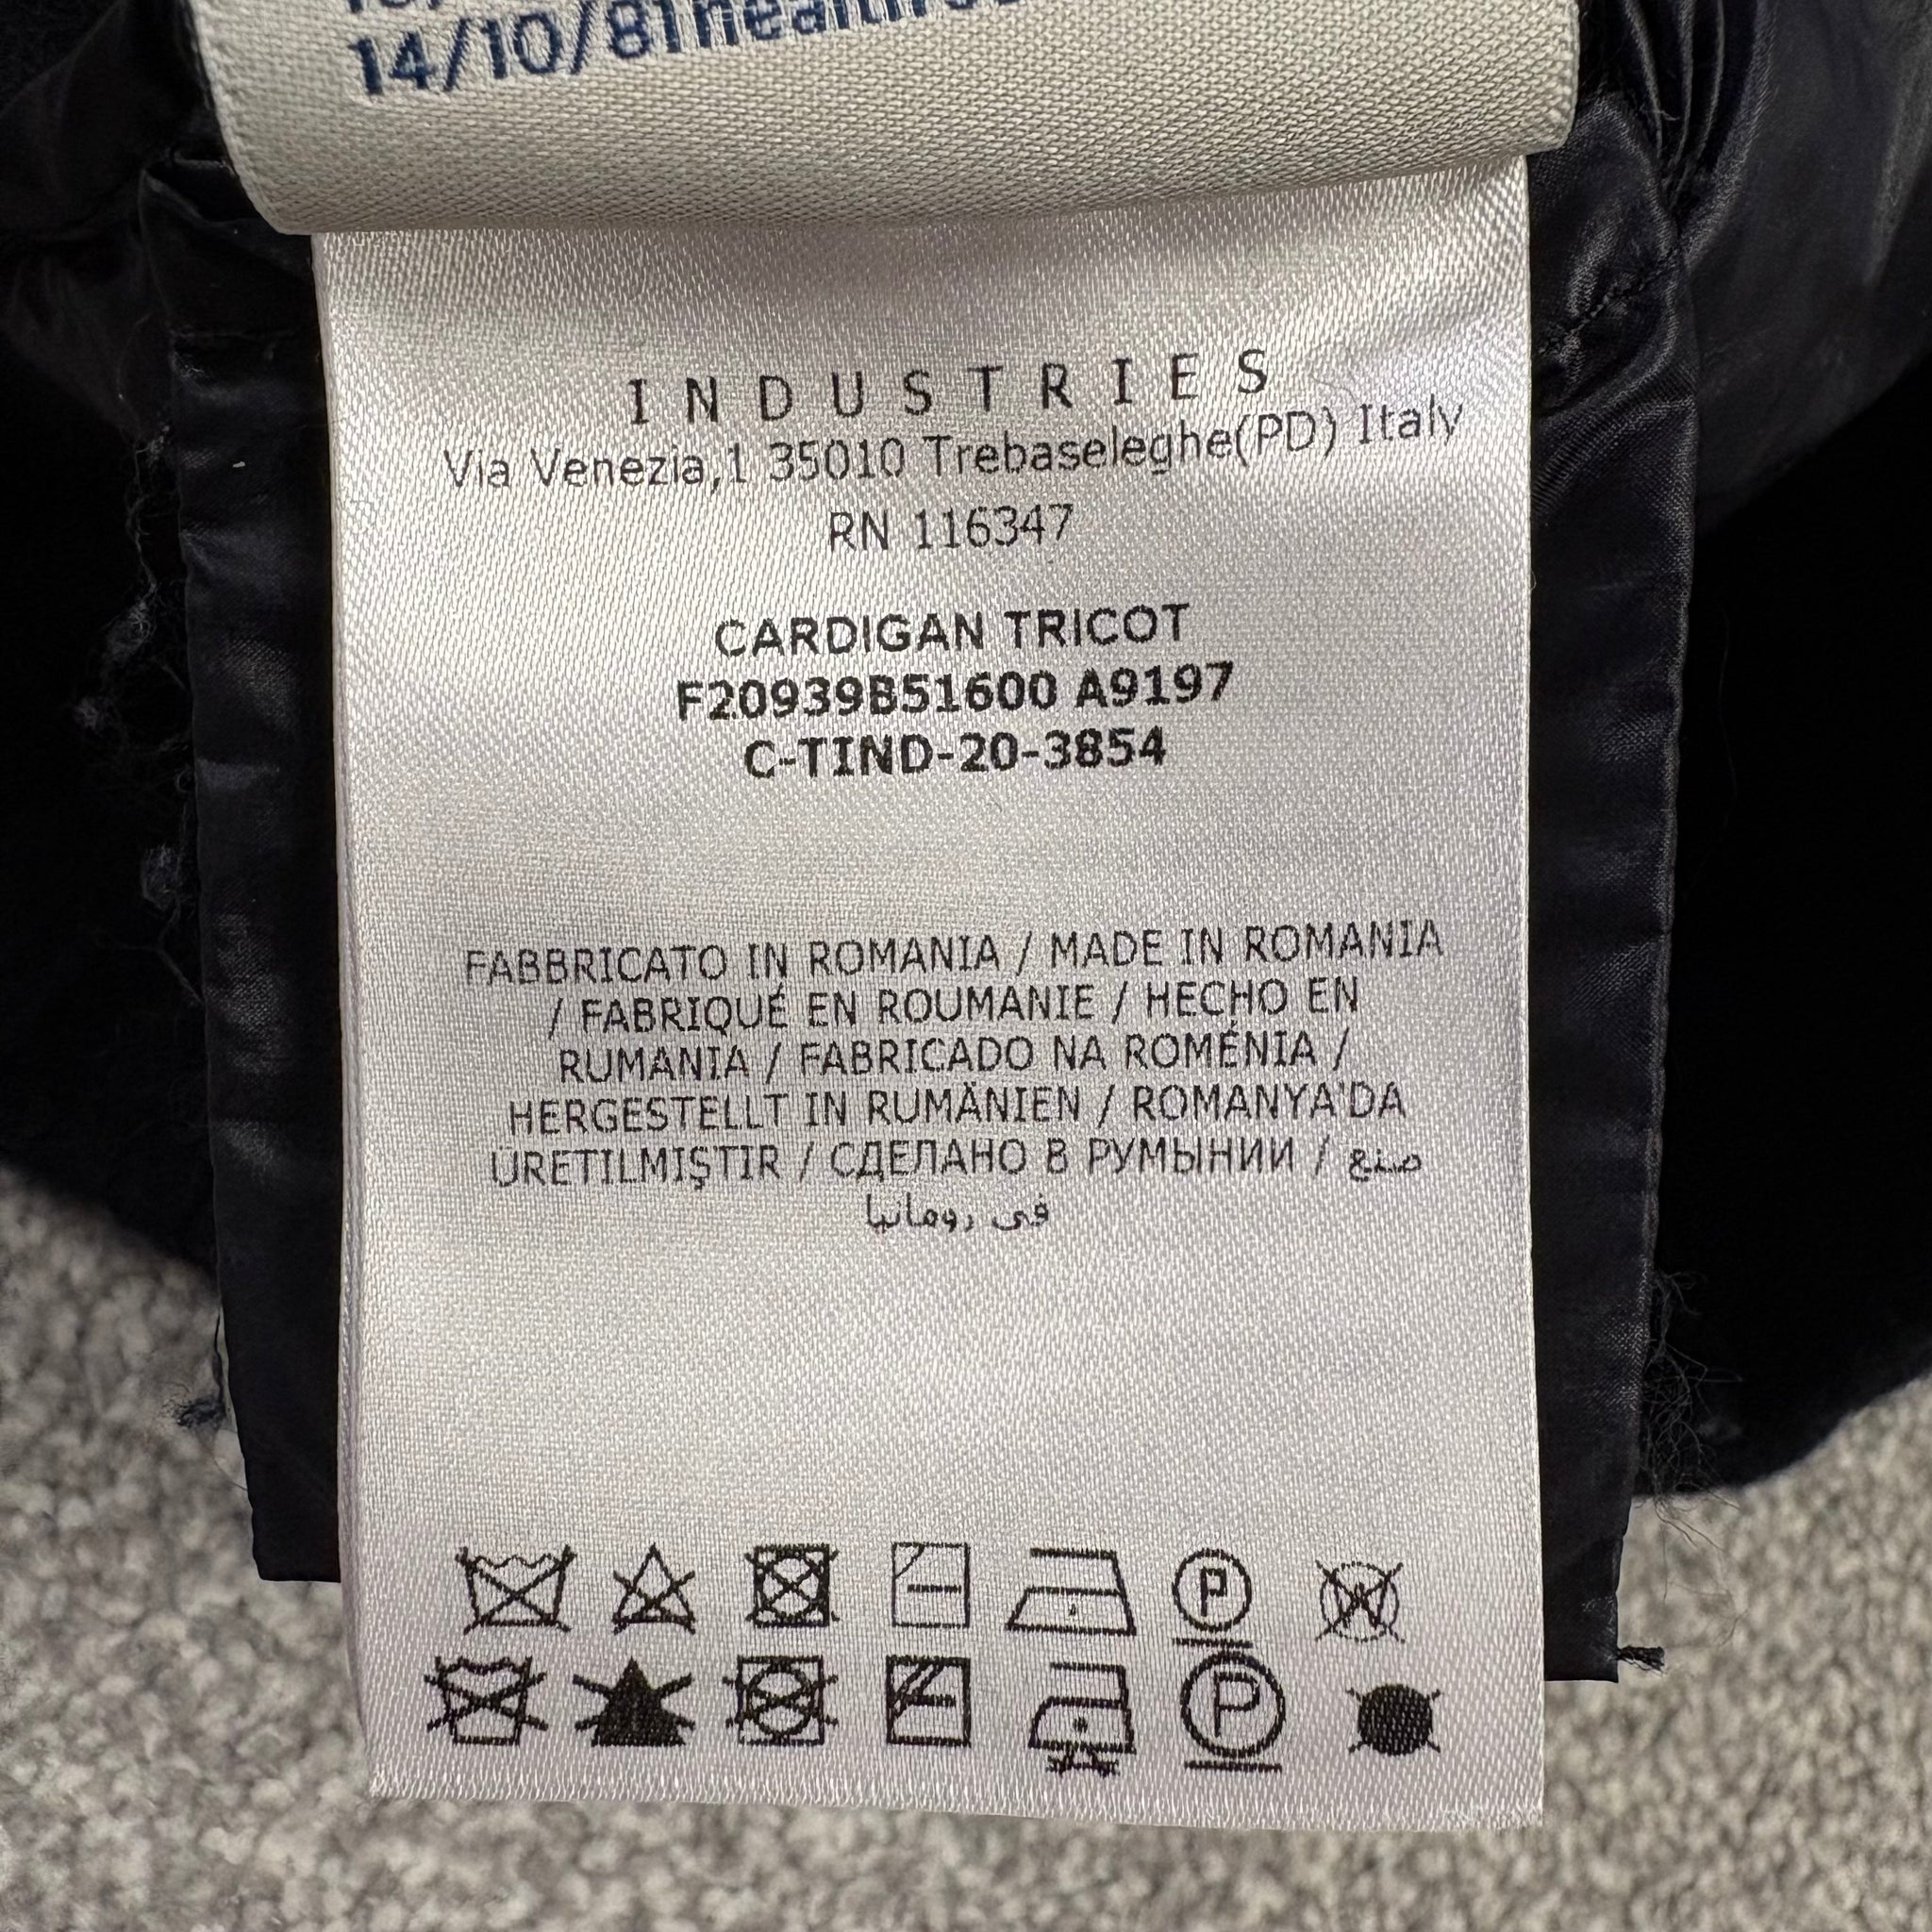 14/10/81
I N D U S T R I E S
Via Venezia,1 35010 Trebaseleghe(PD) Italy
RN 116347
CARDIGAN TRICOT
F20939B51600 A9197
C-TIND-20-3854
FABBRICATO IN ROMANIA / MADE IN ROMANIA
/ FABRIQUÉ EN ROUMANIE / HECHO EN
RUMANIA / FABRICADO NA ROMÉNIA /
HERGESTELLT IN RUMÄNIEN / ROMANYA'DA
ÜRETILMIŞTIR / СДЕЛАНО В РУМЫНИИ / صنع
فى رومانيا
P
A
P